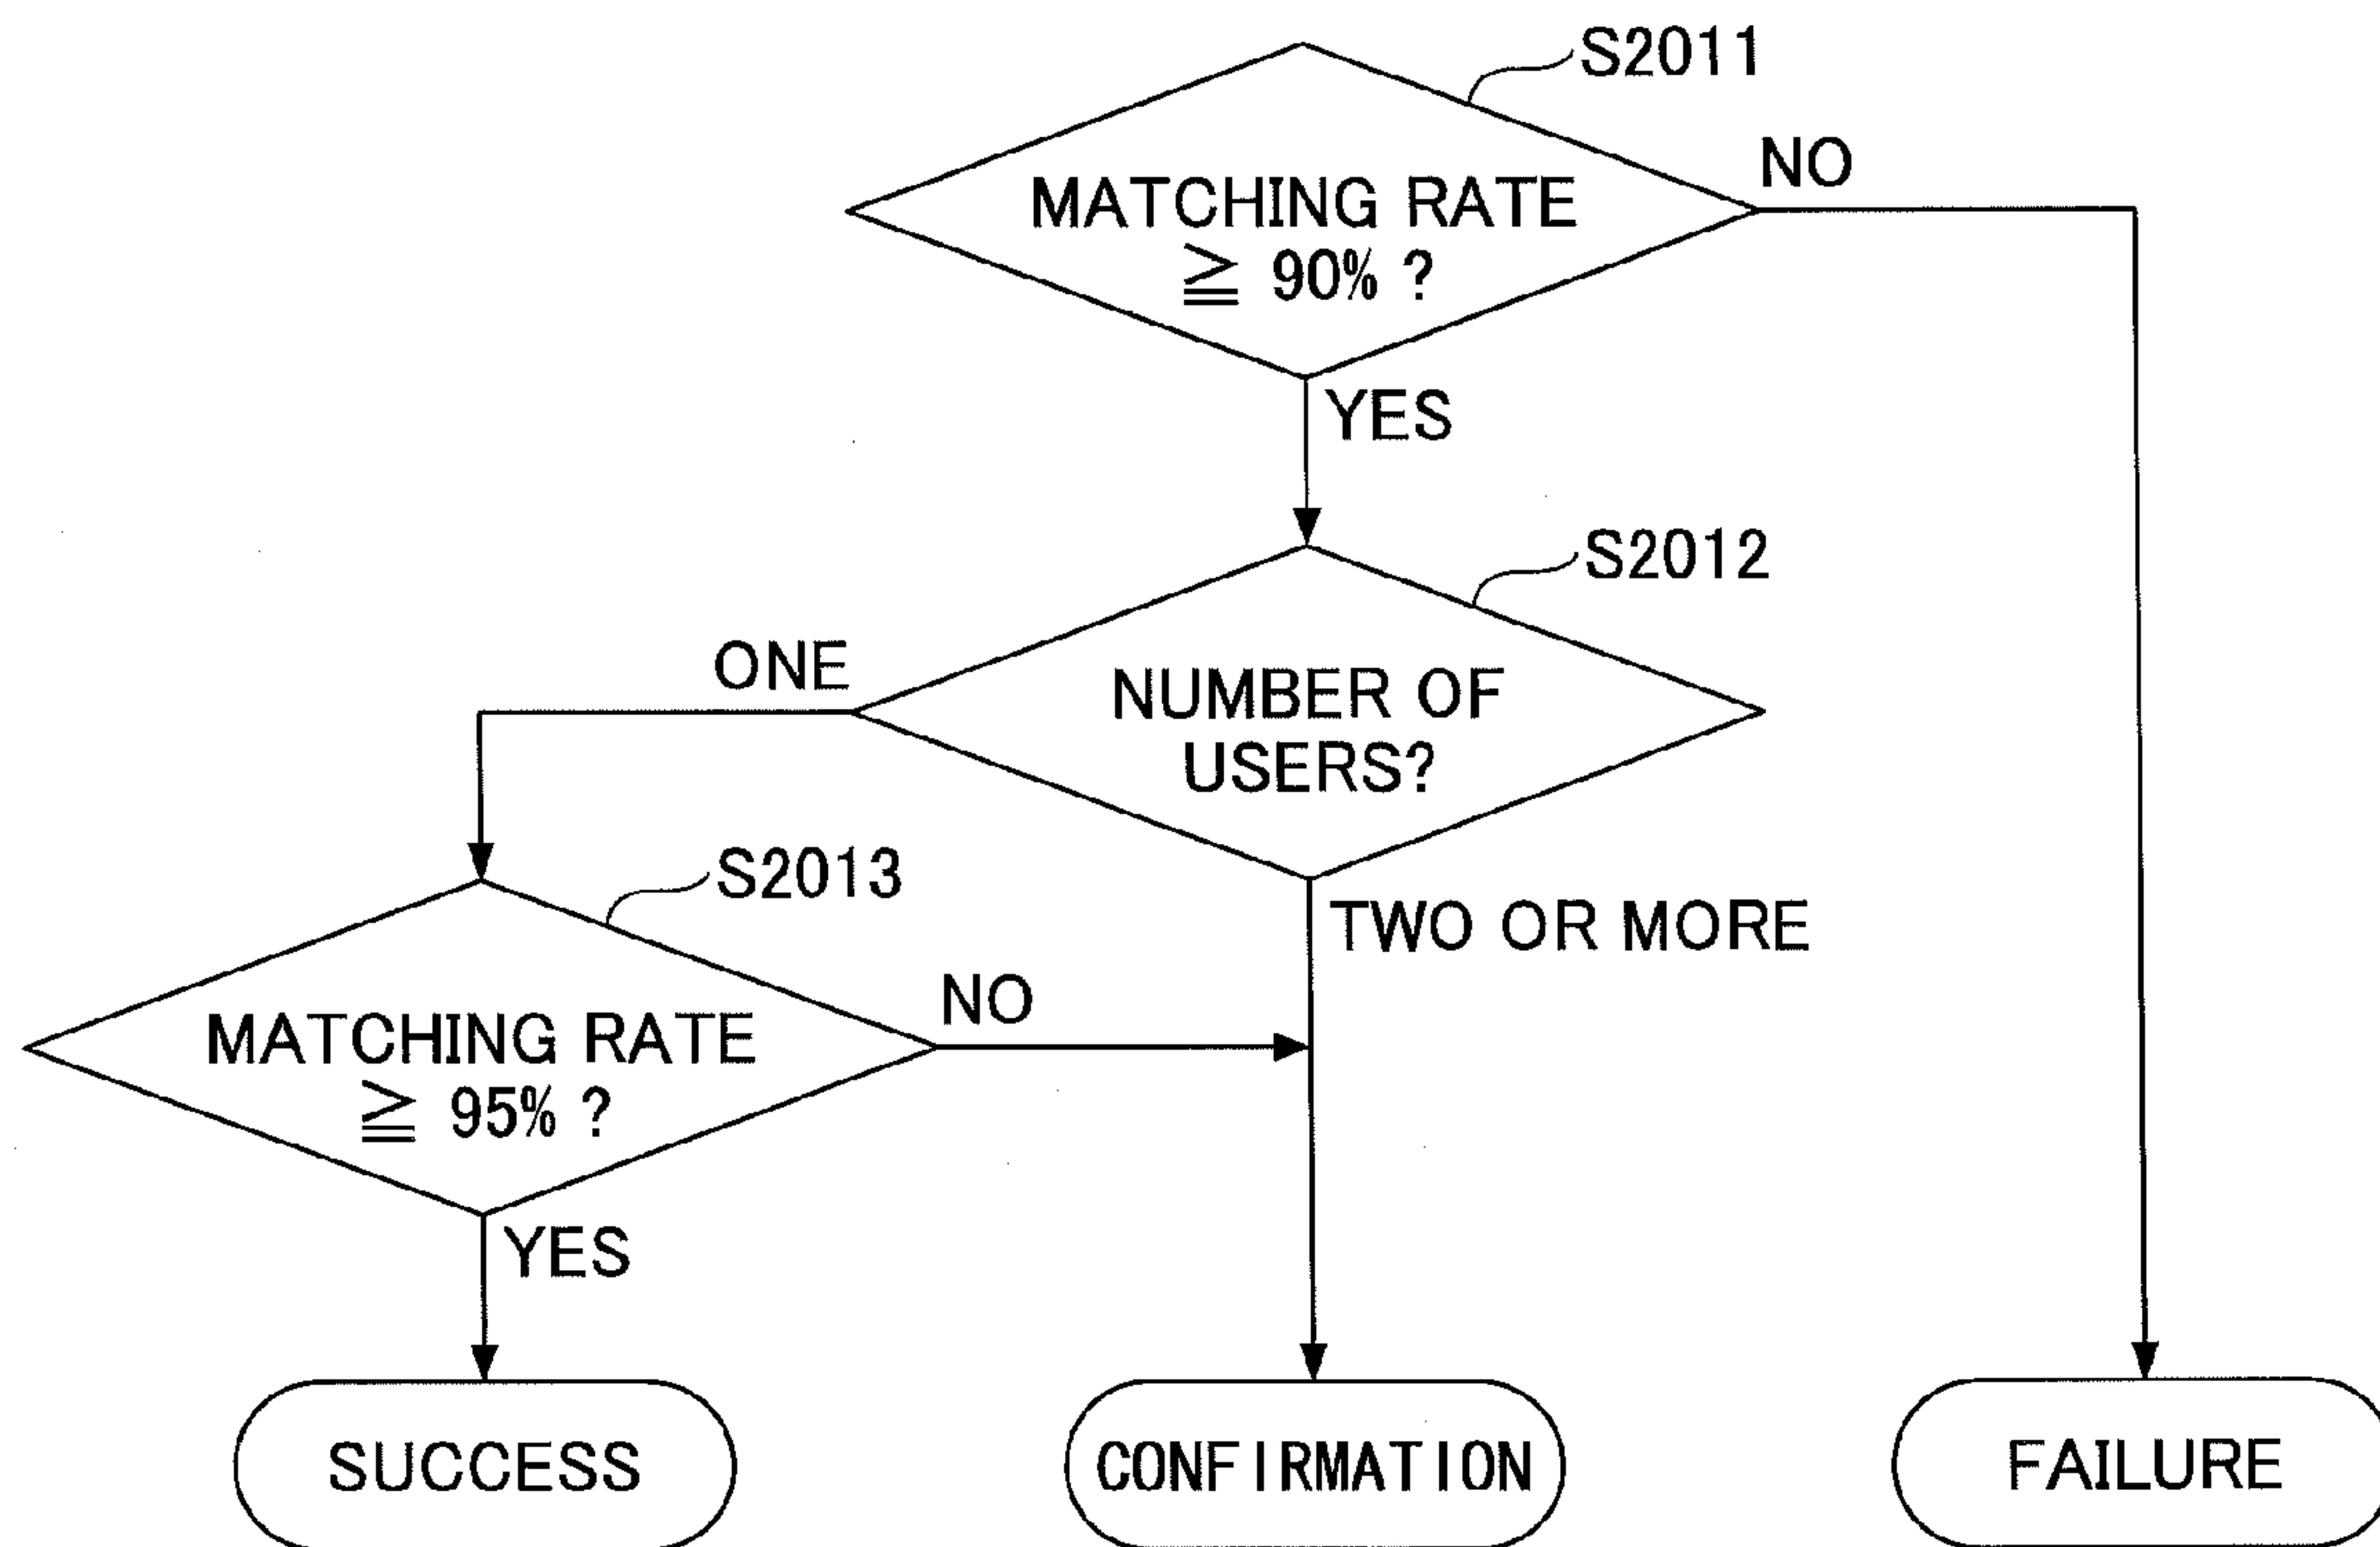 S2011
NO
MATCHING RATE
≧ 90% ?
YES
S2012
ONE
NUMBER OF
USERS?
S2013
TWO OR MORE
NO
MATCHING RATE
≧ 95% ?
YES
SUCCESS
CONFIRMATION
FAILURE